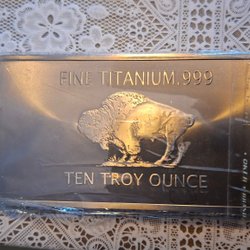 FINE TITANIUM .999
TEN TROY OUNCE